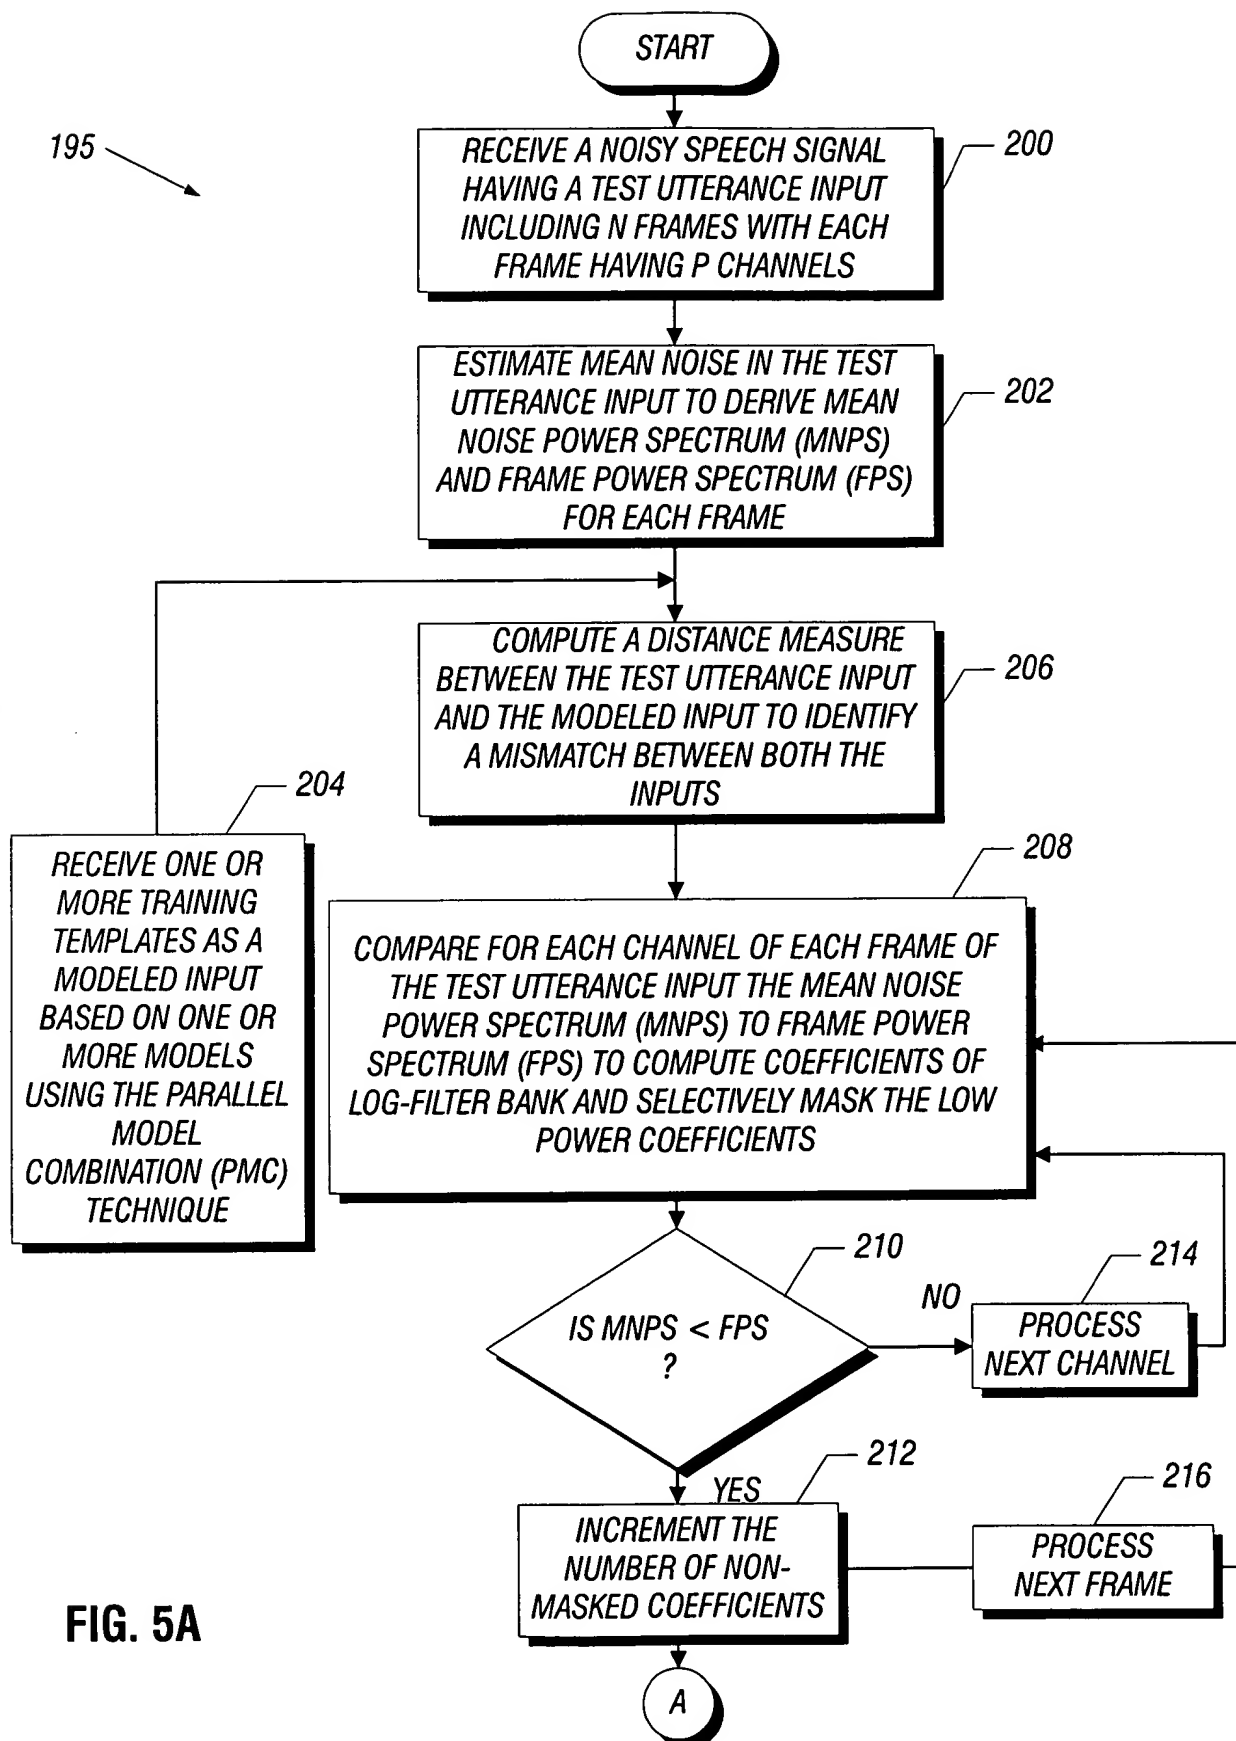 START
195
RECEIVE A NOISY SPEECH SIGNAL
HAVING A TEST UTTERANCE INPUT
INCLUDING N FRAMES WITH EACH
FRAME HAVING P CHANNELS
200
ESTIMATE MEAN NOISE IN THE TEST
UTTERANCE INPUT TO DERIVE MEAN
NOISE POWER SPECTRUM (MNPS)
AND FRAME POWER SPECTRUM (FPS)
FOR EACH FRAME
202
COMPUTE A DISTANCE MEASURE
BETWEEN THE TEST UTTERANCE INPUT
AND THE MODELED INPUT TO IDENTIFY
A MISMATCH BETWEEN BOTH THE
INPUTS
206
204
RECEIVE ONE OR
MORE TRAINING
TEMPLATES AS A
MODELED INPUT
BASED ON ONE OR
MORE MODELS
USING THE PARALLEL
MODEL
COMBINATION (PMC)
TECHNIQUE
208
COMPARE FOR EACH CHANNEL OF EACH FRAME OF
THE TEST UTTERANCE INPUT THE MEAN NOISE
POWER SPECTRUM (MNPS) TO FRAME POWER
SPECTRUM (FPS) TO COMPUTE COEFFICIENTS OF
LOG-FILTER BANK AND SELECTIVELY MASK THE LOW
POWER COEFFICIENTS
210
IS MNPS < FPS
?
NO
214
PROCESS
NEXT CHANNEL
YES
212
INCREMENT THE
NUMBER OF NON-
MASKED COEFFICIENTS
216
PROCESS
NEXT FRAME
FIG. 5A
A